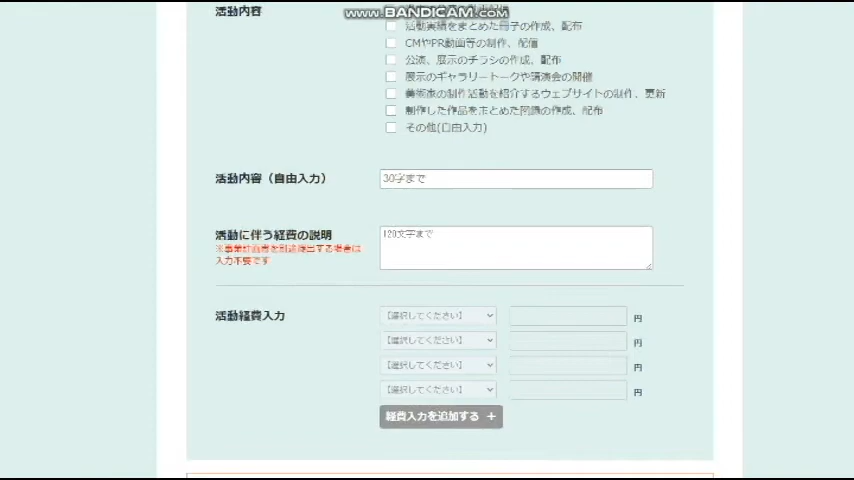 www.BANDICAM.com
活動内容
活動実績をまとめた冊子の作成、配布
CMやPR動画等の制作、配信
公演、展示のチラシの作成、配布
展示のギャラリートークや講演会の開催
美術家の制作活動を紹介するウェブサイトの制作、更新
制作した作品をまとめた図録の作成、配布
その他(自由入力)
活動内容（自由入力）
30字まで
活動に伴う経費の説明
120文字まで
※事業計画書を別途提出する場合は
入力不要です
活動経費入力
【選択してください】
円
【選択してください】
円
【選択してください】
円
【選択してください】
円
経費入力を追加する ＋